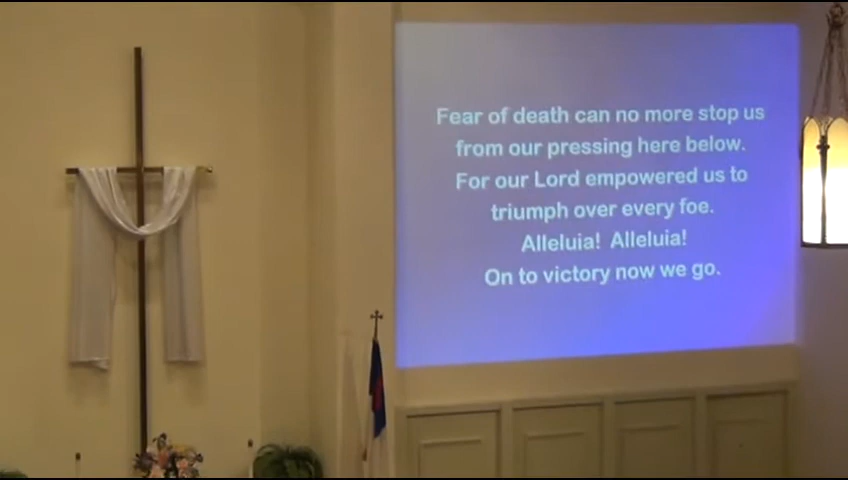 Fear of death can no more stop us
from our pressing here below.
For our Lord empowered us to
triumph over every foe.
Alleluia! Alleluia!
On to victory now we go.